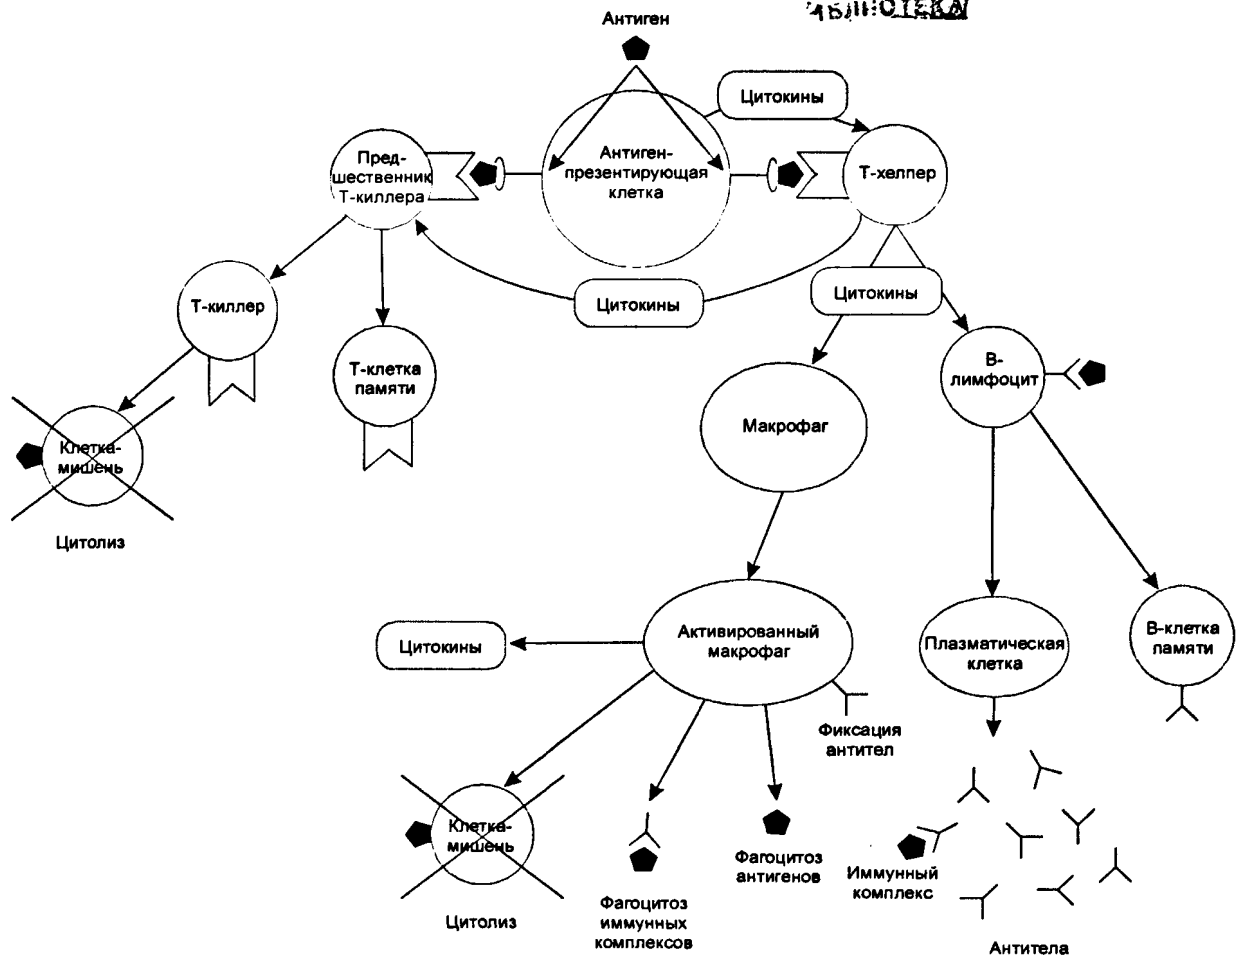 Антиген
Цитокины
Пред-
шественник
Т-киллера
Антиген-
презентирующая
клетка
Т-хелпер
Т-киллер
Цитокины
Цитокины
Т-клетка
памяти
В-
лимфоцит
Макрофаг
Клетка-
мишень
Цитолиз
Цитокины
Активированный
макрофаг
Плазматическая
клетка
В-клетка
памяти
Фиксация
антител
Клетка-
мишень
Цитолиз
Фагоцитоз
иммунных
комплексов
Фагоцитоз
антигенов
Иммунный
комплекс
Антитела